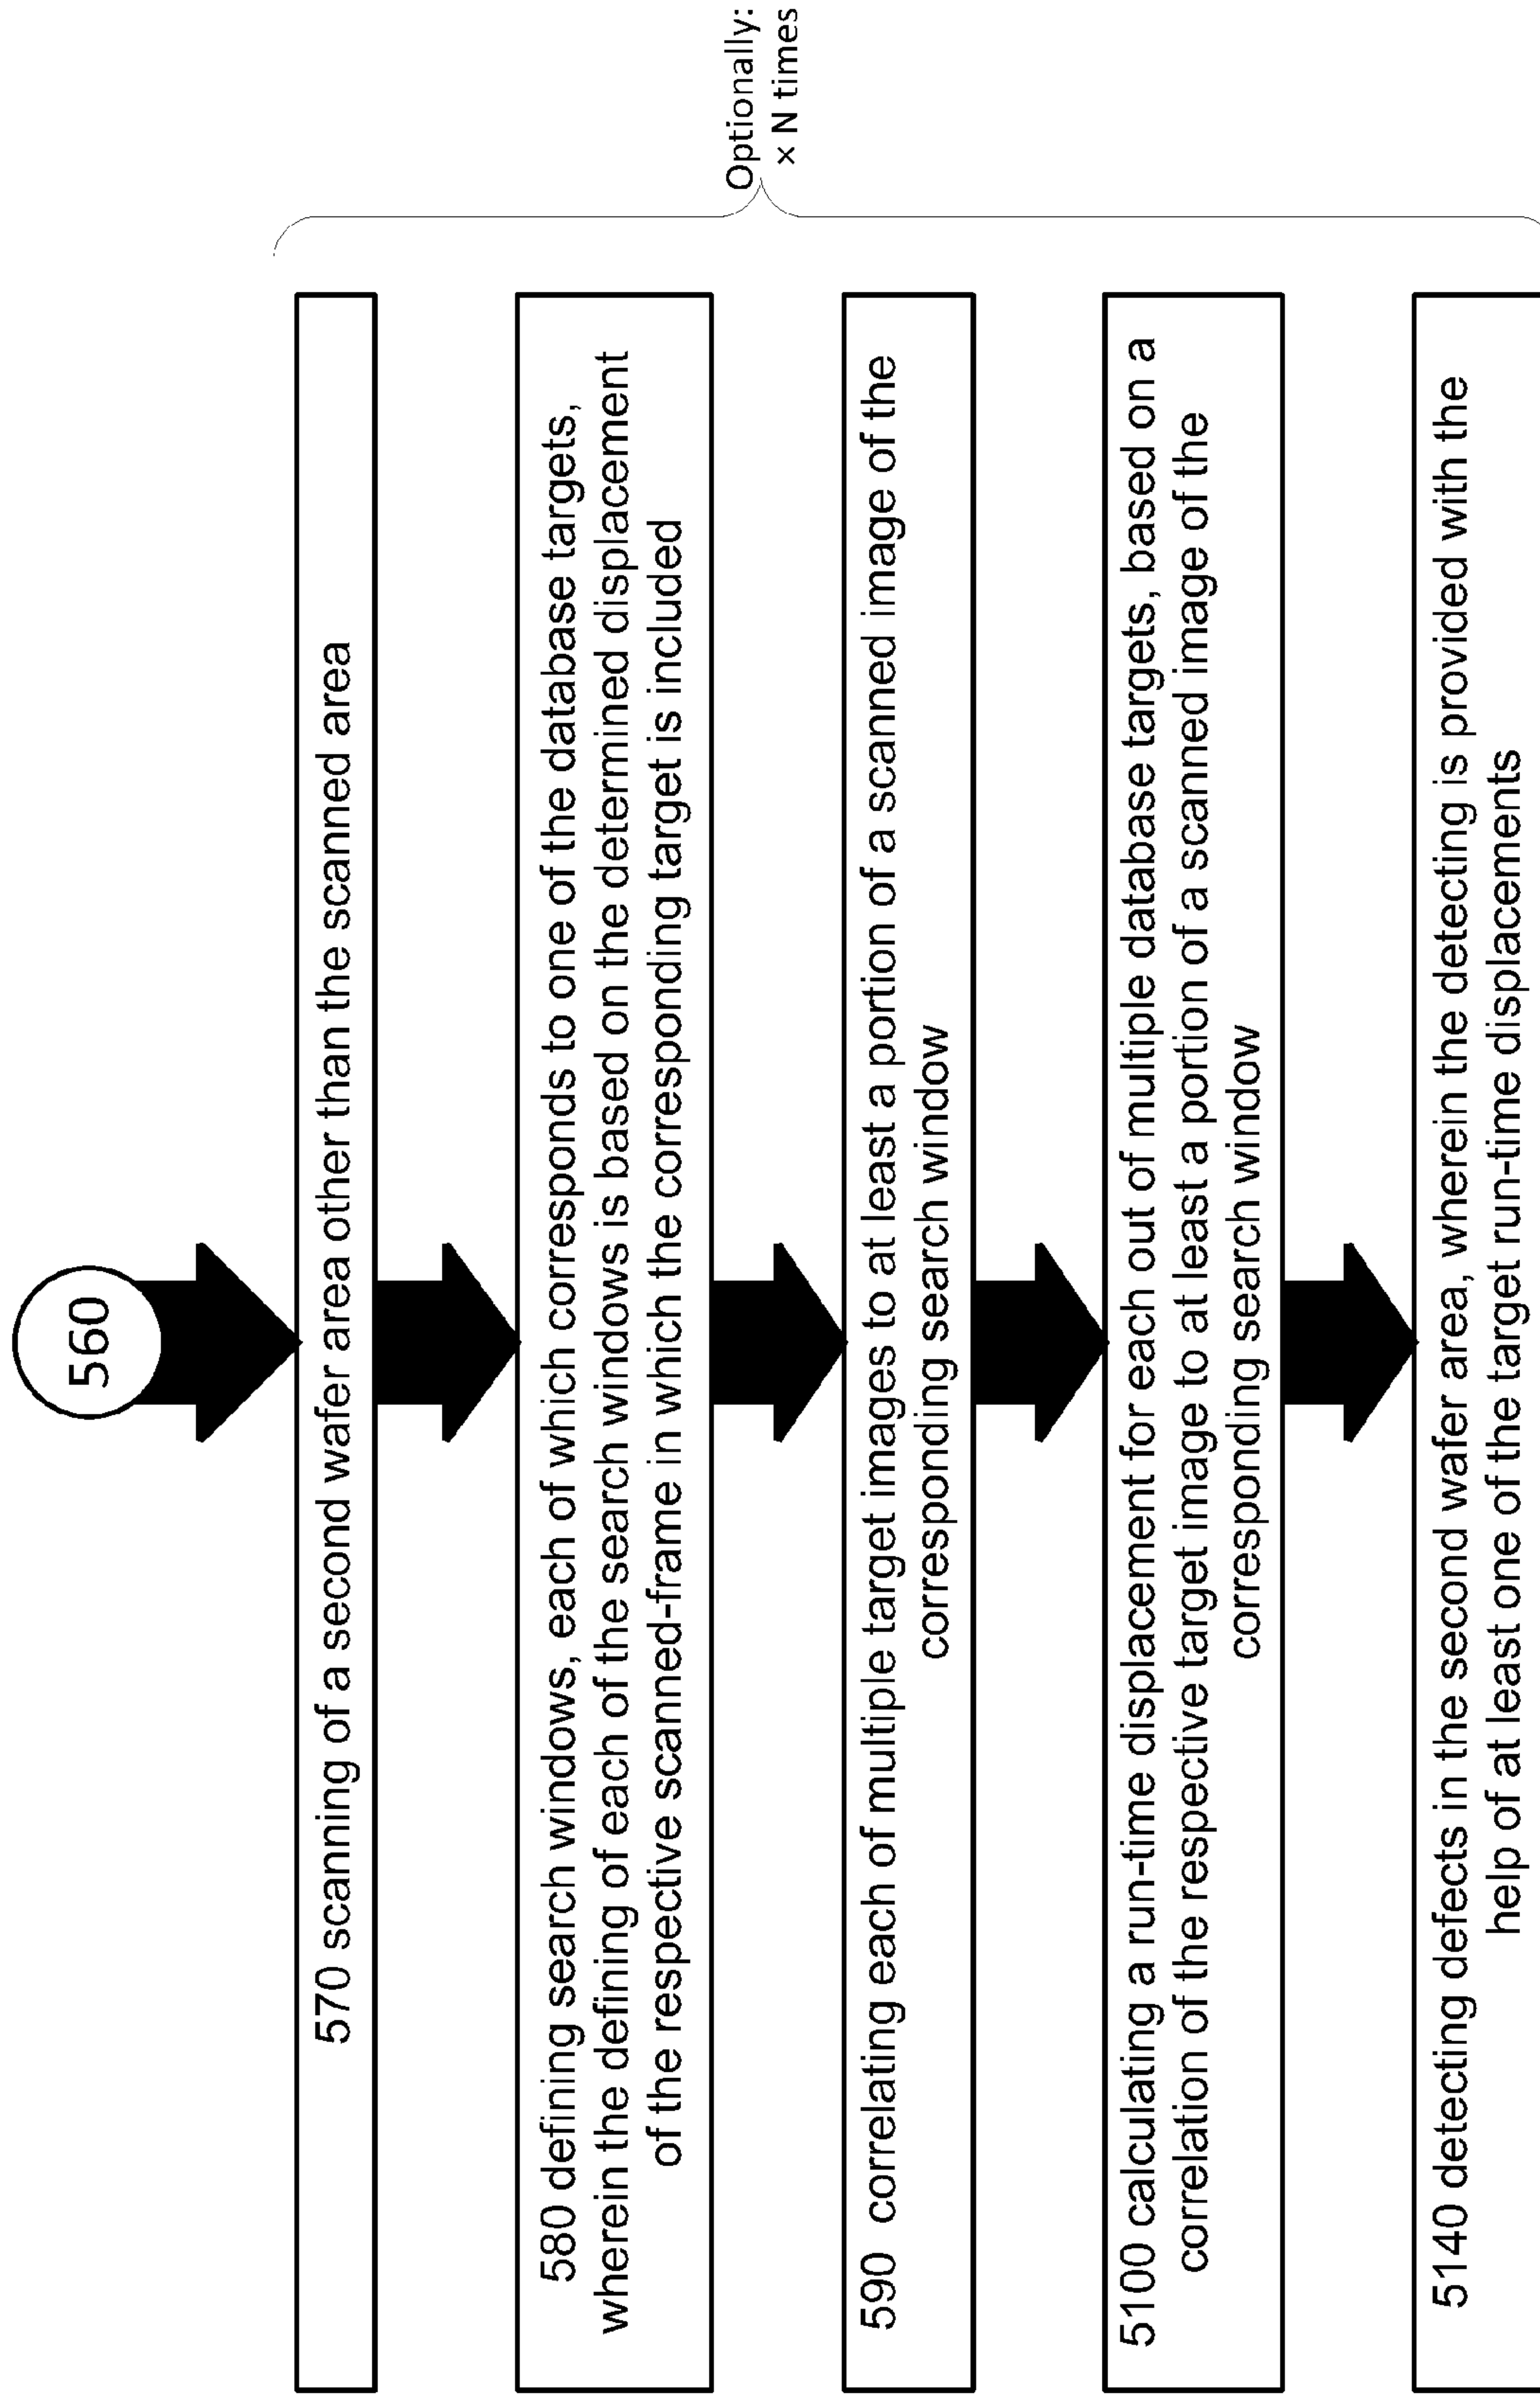 560
Optionally:
× N times
570 scanning of a second wafer area other than the scanned area
580 defining search windows, each of which corresponds to one of the database targets,
wherein the defining of each of the search windows is based on the determined displacement
of the respective scanned-frame in which the corresponding target is included
590 correlating each of multiple target images to at least a portion of a scanned image of the
corresponding search window
5100 calculating a run-time displacement for each out of multiple database targets, based on a
correlation of the respective target image to at least a portion of a scanned image of the
corresponding search window
5140 detecting defects in the second wafer area, wherein the detecting is provided with the
help of at least one of the target run-time displacements